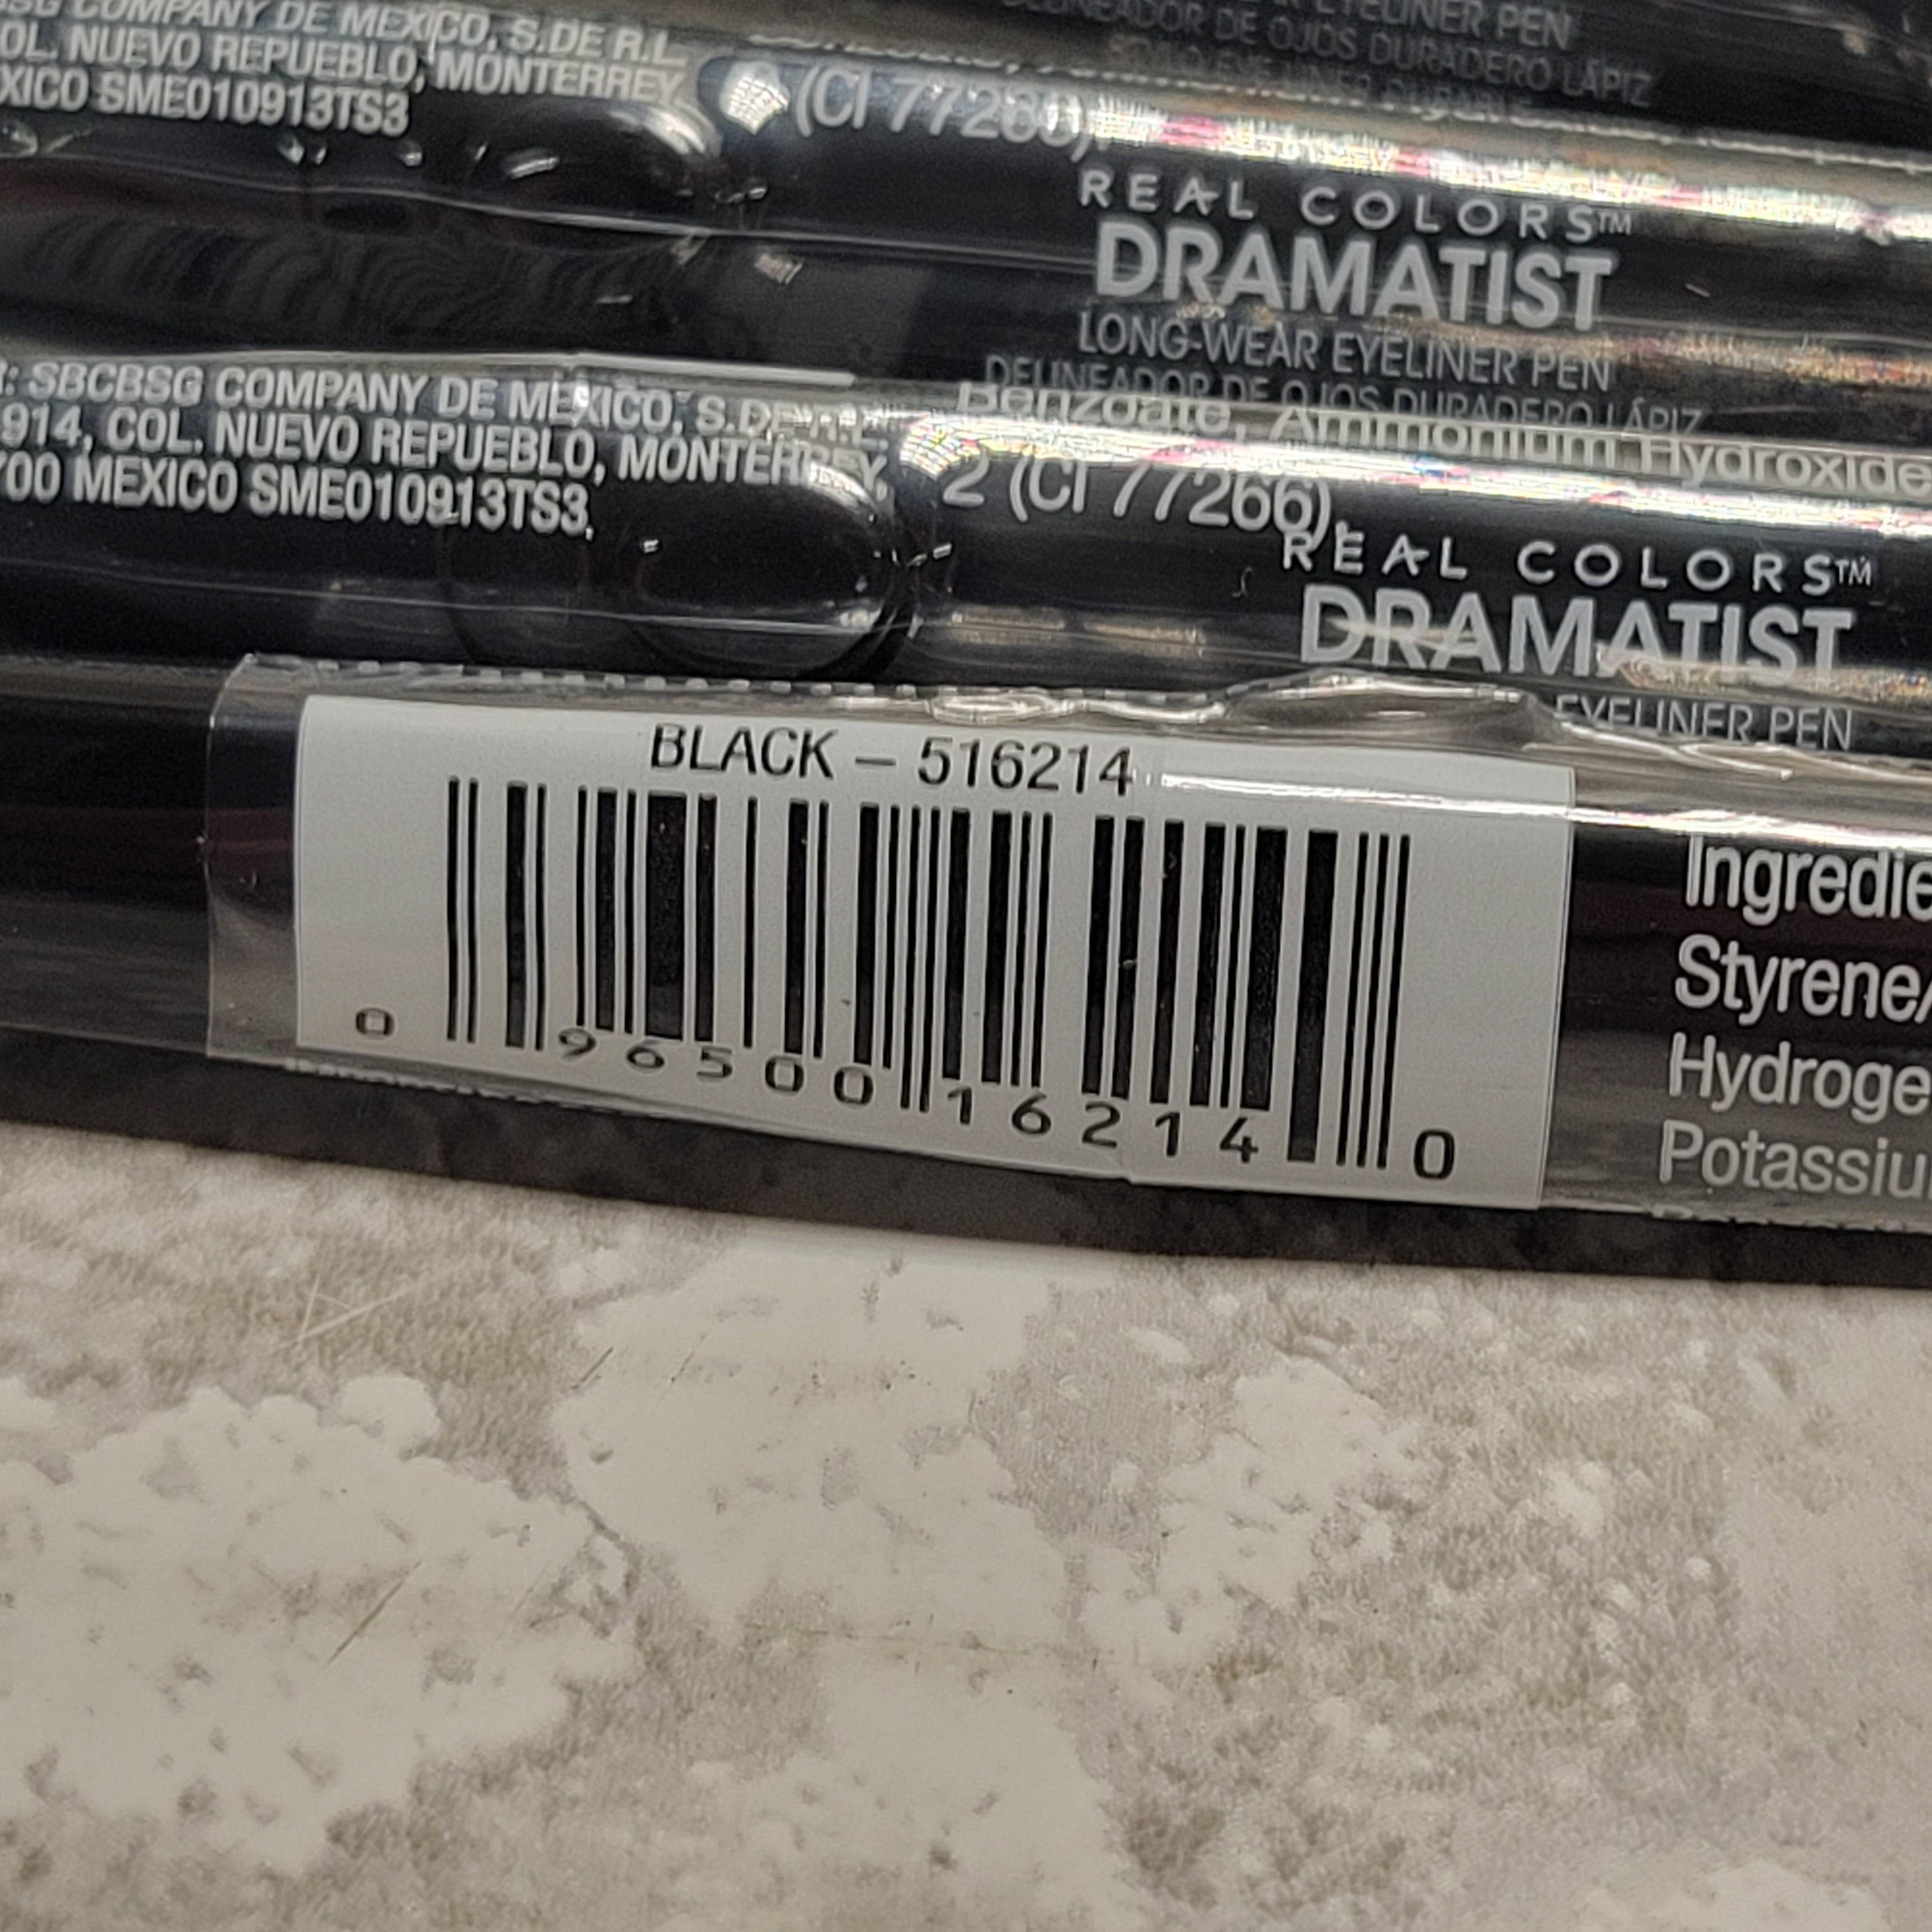 COMPANY DE MEXICO, S.DE R.L
COL. NUEVO REPUEBLO, MONTERREY
MEXICO SME010913TS3
EYELINER PEN
DELINEADOR DE OJOS DURADERO LÁPIZ
(CI 77266),
REAL COLORS™
DRAMATIST
LONG-WEAR EYELINER PEN
DELINEADOR DE OJOS DURADERO LÁPIZ
R: SBCBSG COMPANY DE MEXICO, S.DE R.L
914, COL. NUEVO REPUEBLO, MONTERREY,
700 MEXICO SME010913TS3
Benzoate, Ammonium Hydroxide
2 (CI 77266).
REAL COLORS™
DRAMATIST
EYELINER PEN
BLACK – 516214
0 96500 16214 0
Ingredie
Styrene/
Hydroge
Potassiu